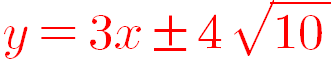 y = 3x ± 4√10